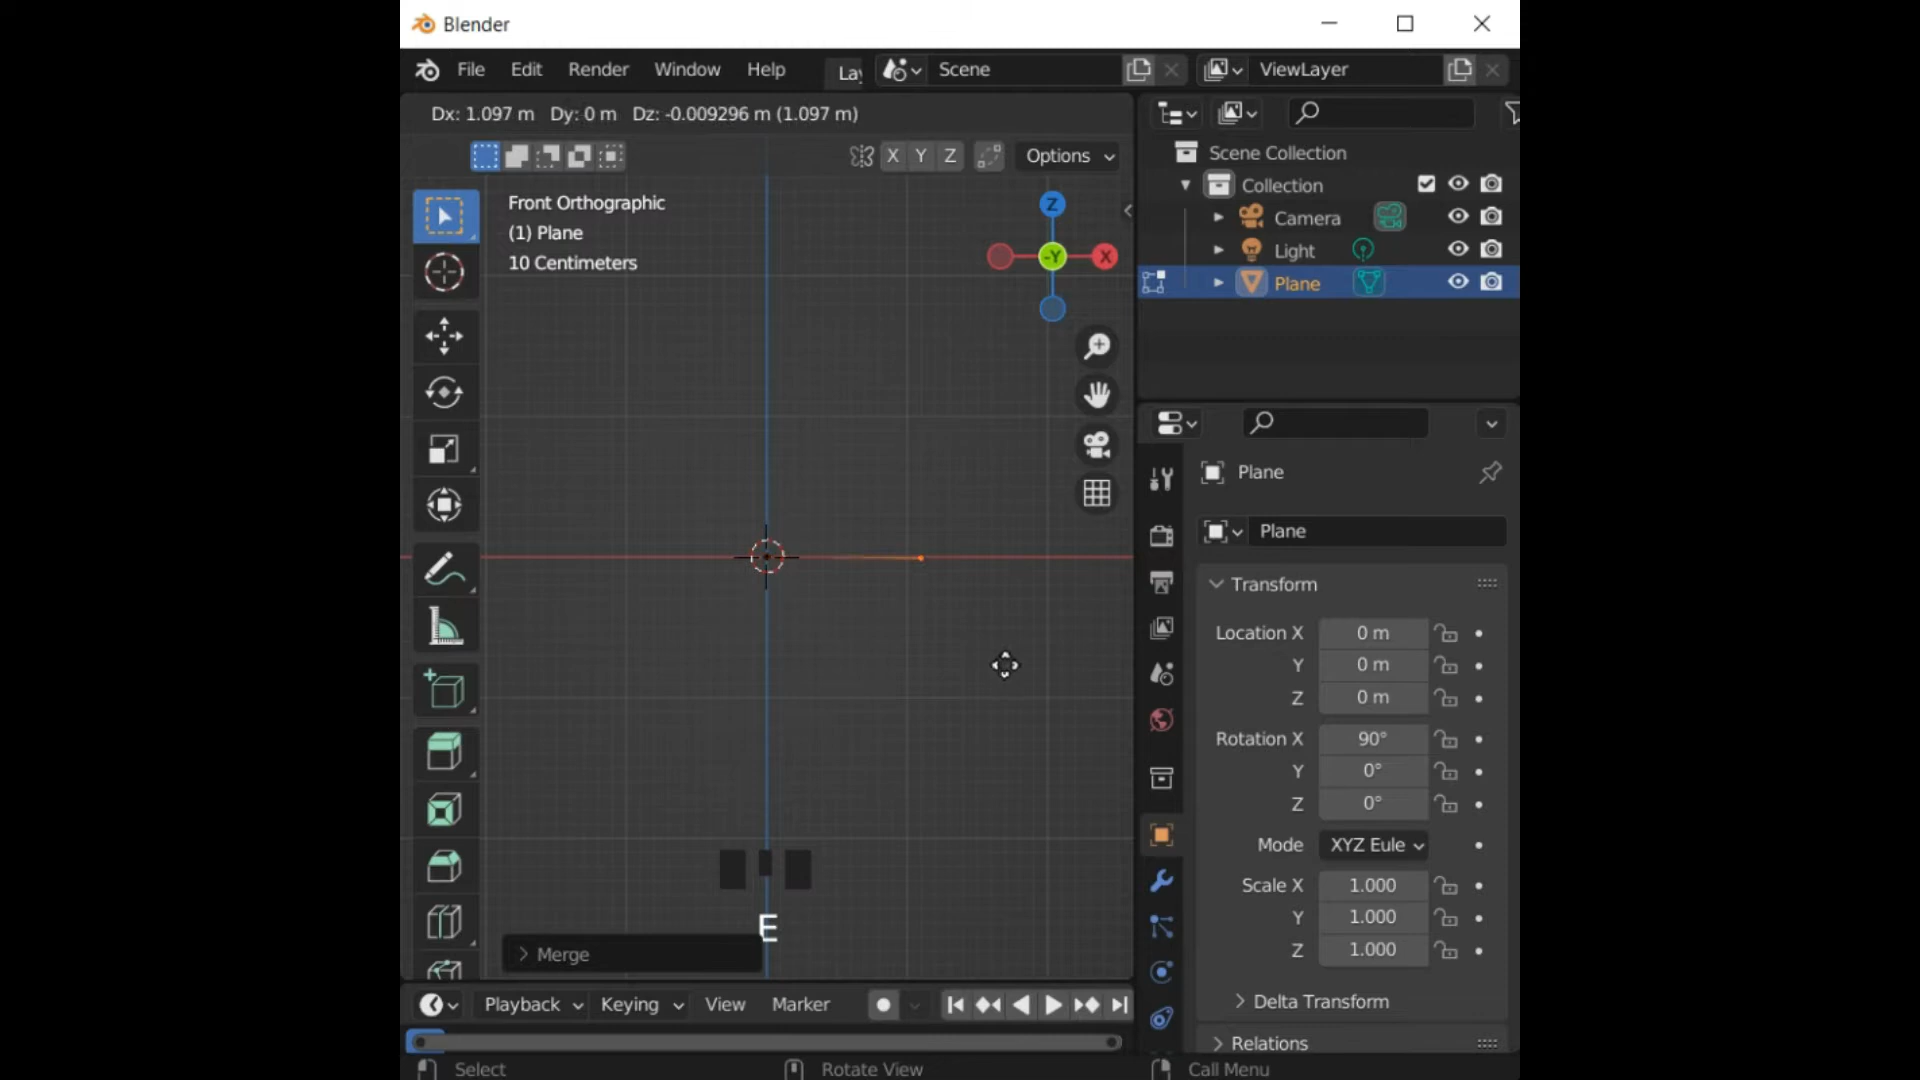 Blender
File Edit Render Window Help Lay Scene ViewLayer
Dx: 1.097 m Dy: 0 m Dz: -0.009296 m (1.097 m)
X Y Z Options
Front Orthographic
(1) Plane
10 Centimeters
Z
-Y
X
Scene Collection
Collection
Camera
Light
Plane
Plane
Plane
Transform
Location X 0 m
Y 0 m
Z 0 m
Rotation X 90°
Y 0°
Z 0°
Mode XYZ Eule
Scale X 1.000
Y 1.000
Z 1.000
Delta Transform
Relations
E
Merge
Playback Keying View Marker
Select Rotate View Call Menu